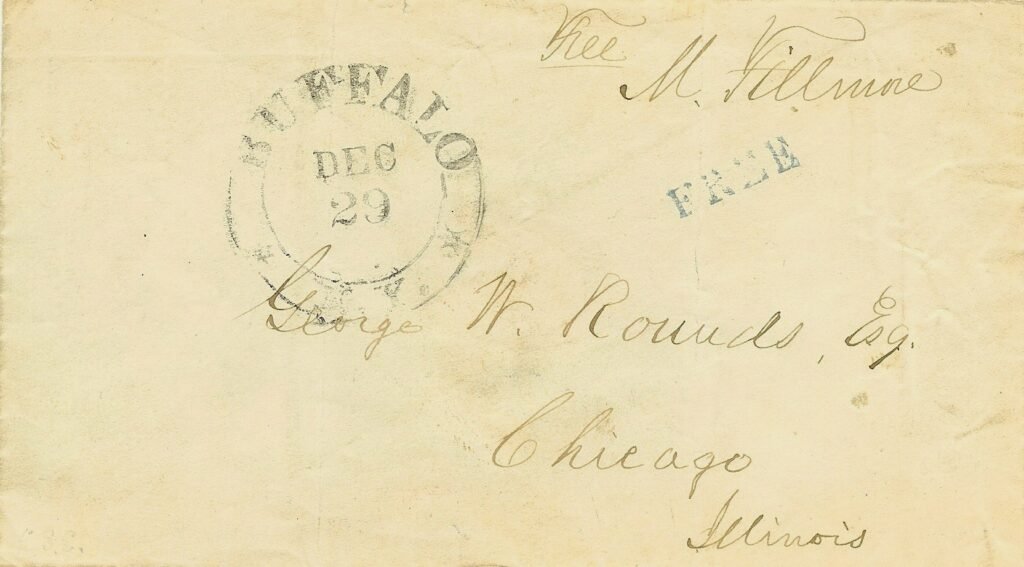 Free
M. Fillmore
BUFFALO
DEC
29
N.Y.
FREE
George W. Rounds, Esq.
Chicago
Illinois